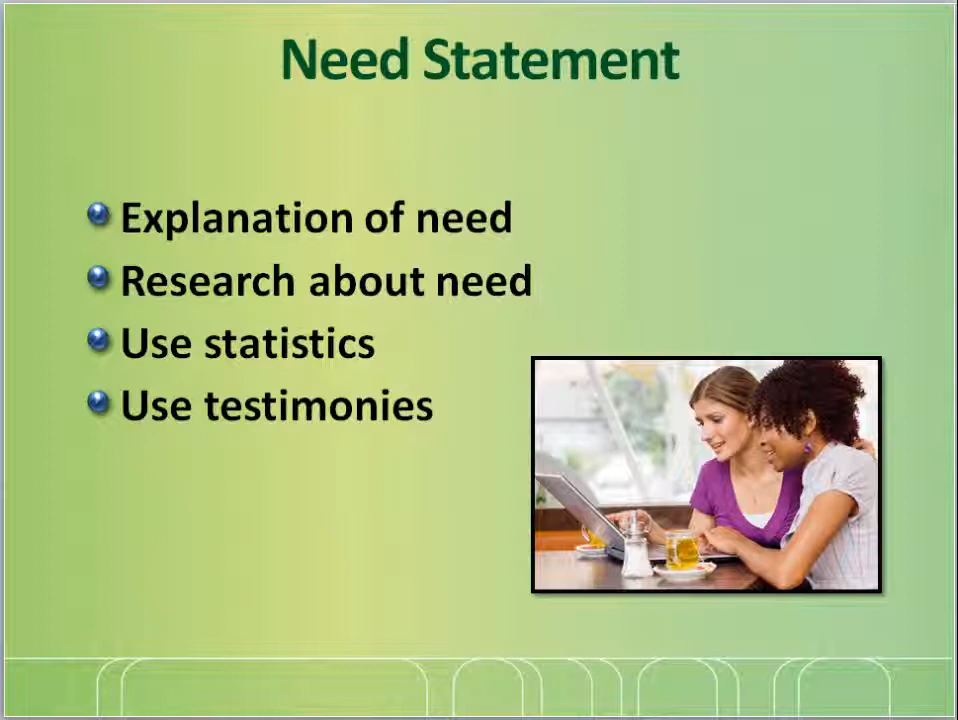 Need Statement
Explanation of need
Research about need
Use statistics
Use testimonies